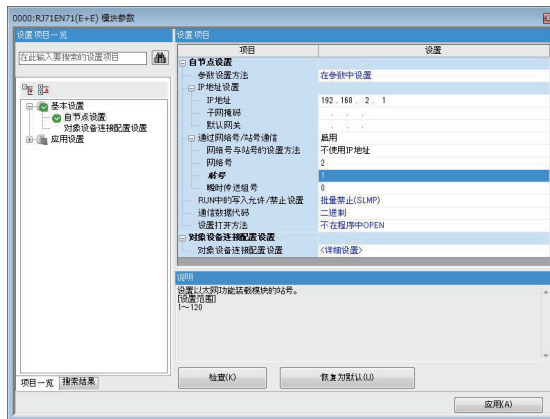 0000:RJ71EN71(E+E) 模块参数
设置项目一览
在此输入要搜索的设置项目
基本设置
自节点设置
对象设备连接配置设置
应用设置
项目一览 搜索结果
设置项目
项目 设置
自节点设置
参数设置方法 在参数中设置
IP地址设置
IP地址 192 . 168 . 2 . 1
子网掩码 . . .
默认网关 . . .
通过网络号/站号通信 启用
网络号与站号的设置方法 不使用IP地址
网络号 2
站号 1
瞬时传送组号 0
RUN中的写入允许/禁止设置 批量禁止(SLMP)
通信数据代码 二进制
设置打开方法 不在程序中OPEN
对象设备连接配置设置
对象设备连接配置设置 <详细设置>
说明
设置以太网功能装载模块的站号。
[设置范围]
1～120
检查(K) 恢复为默认(U)
应用(A)